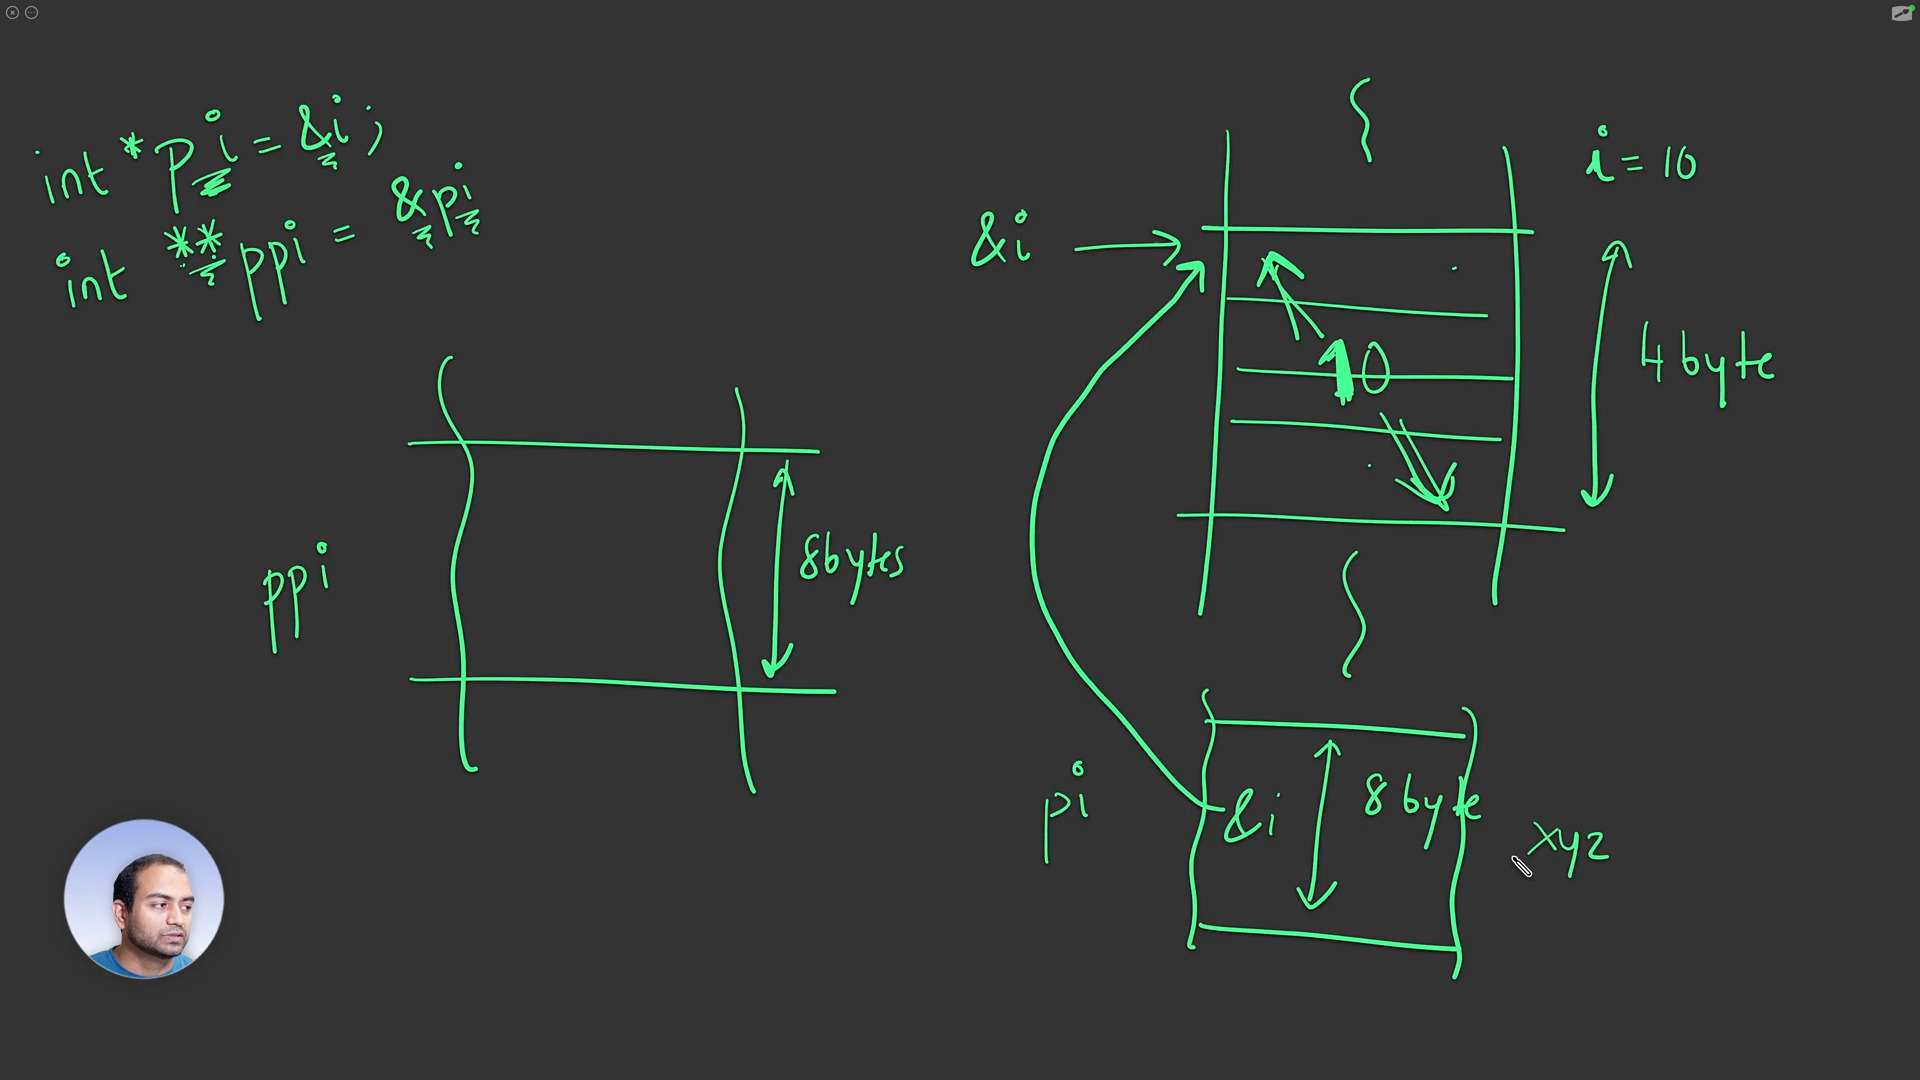 int *pi = &i;
int **ppi = &pi
i = 10
&i
10
4 byte
ppi
8bytes
pi
&i
8 byte
xyz